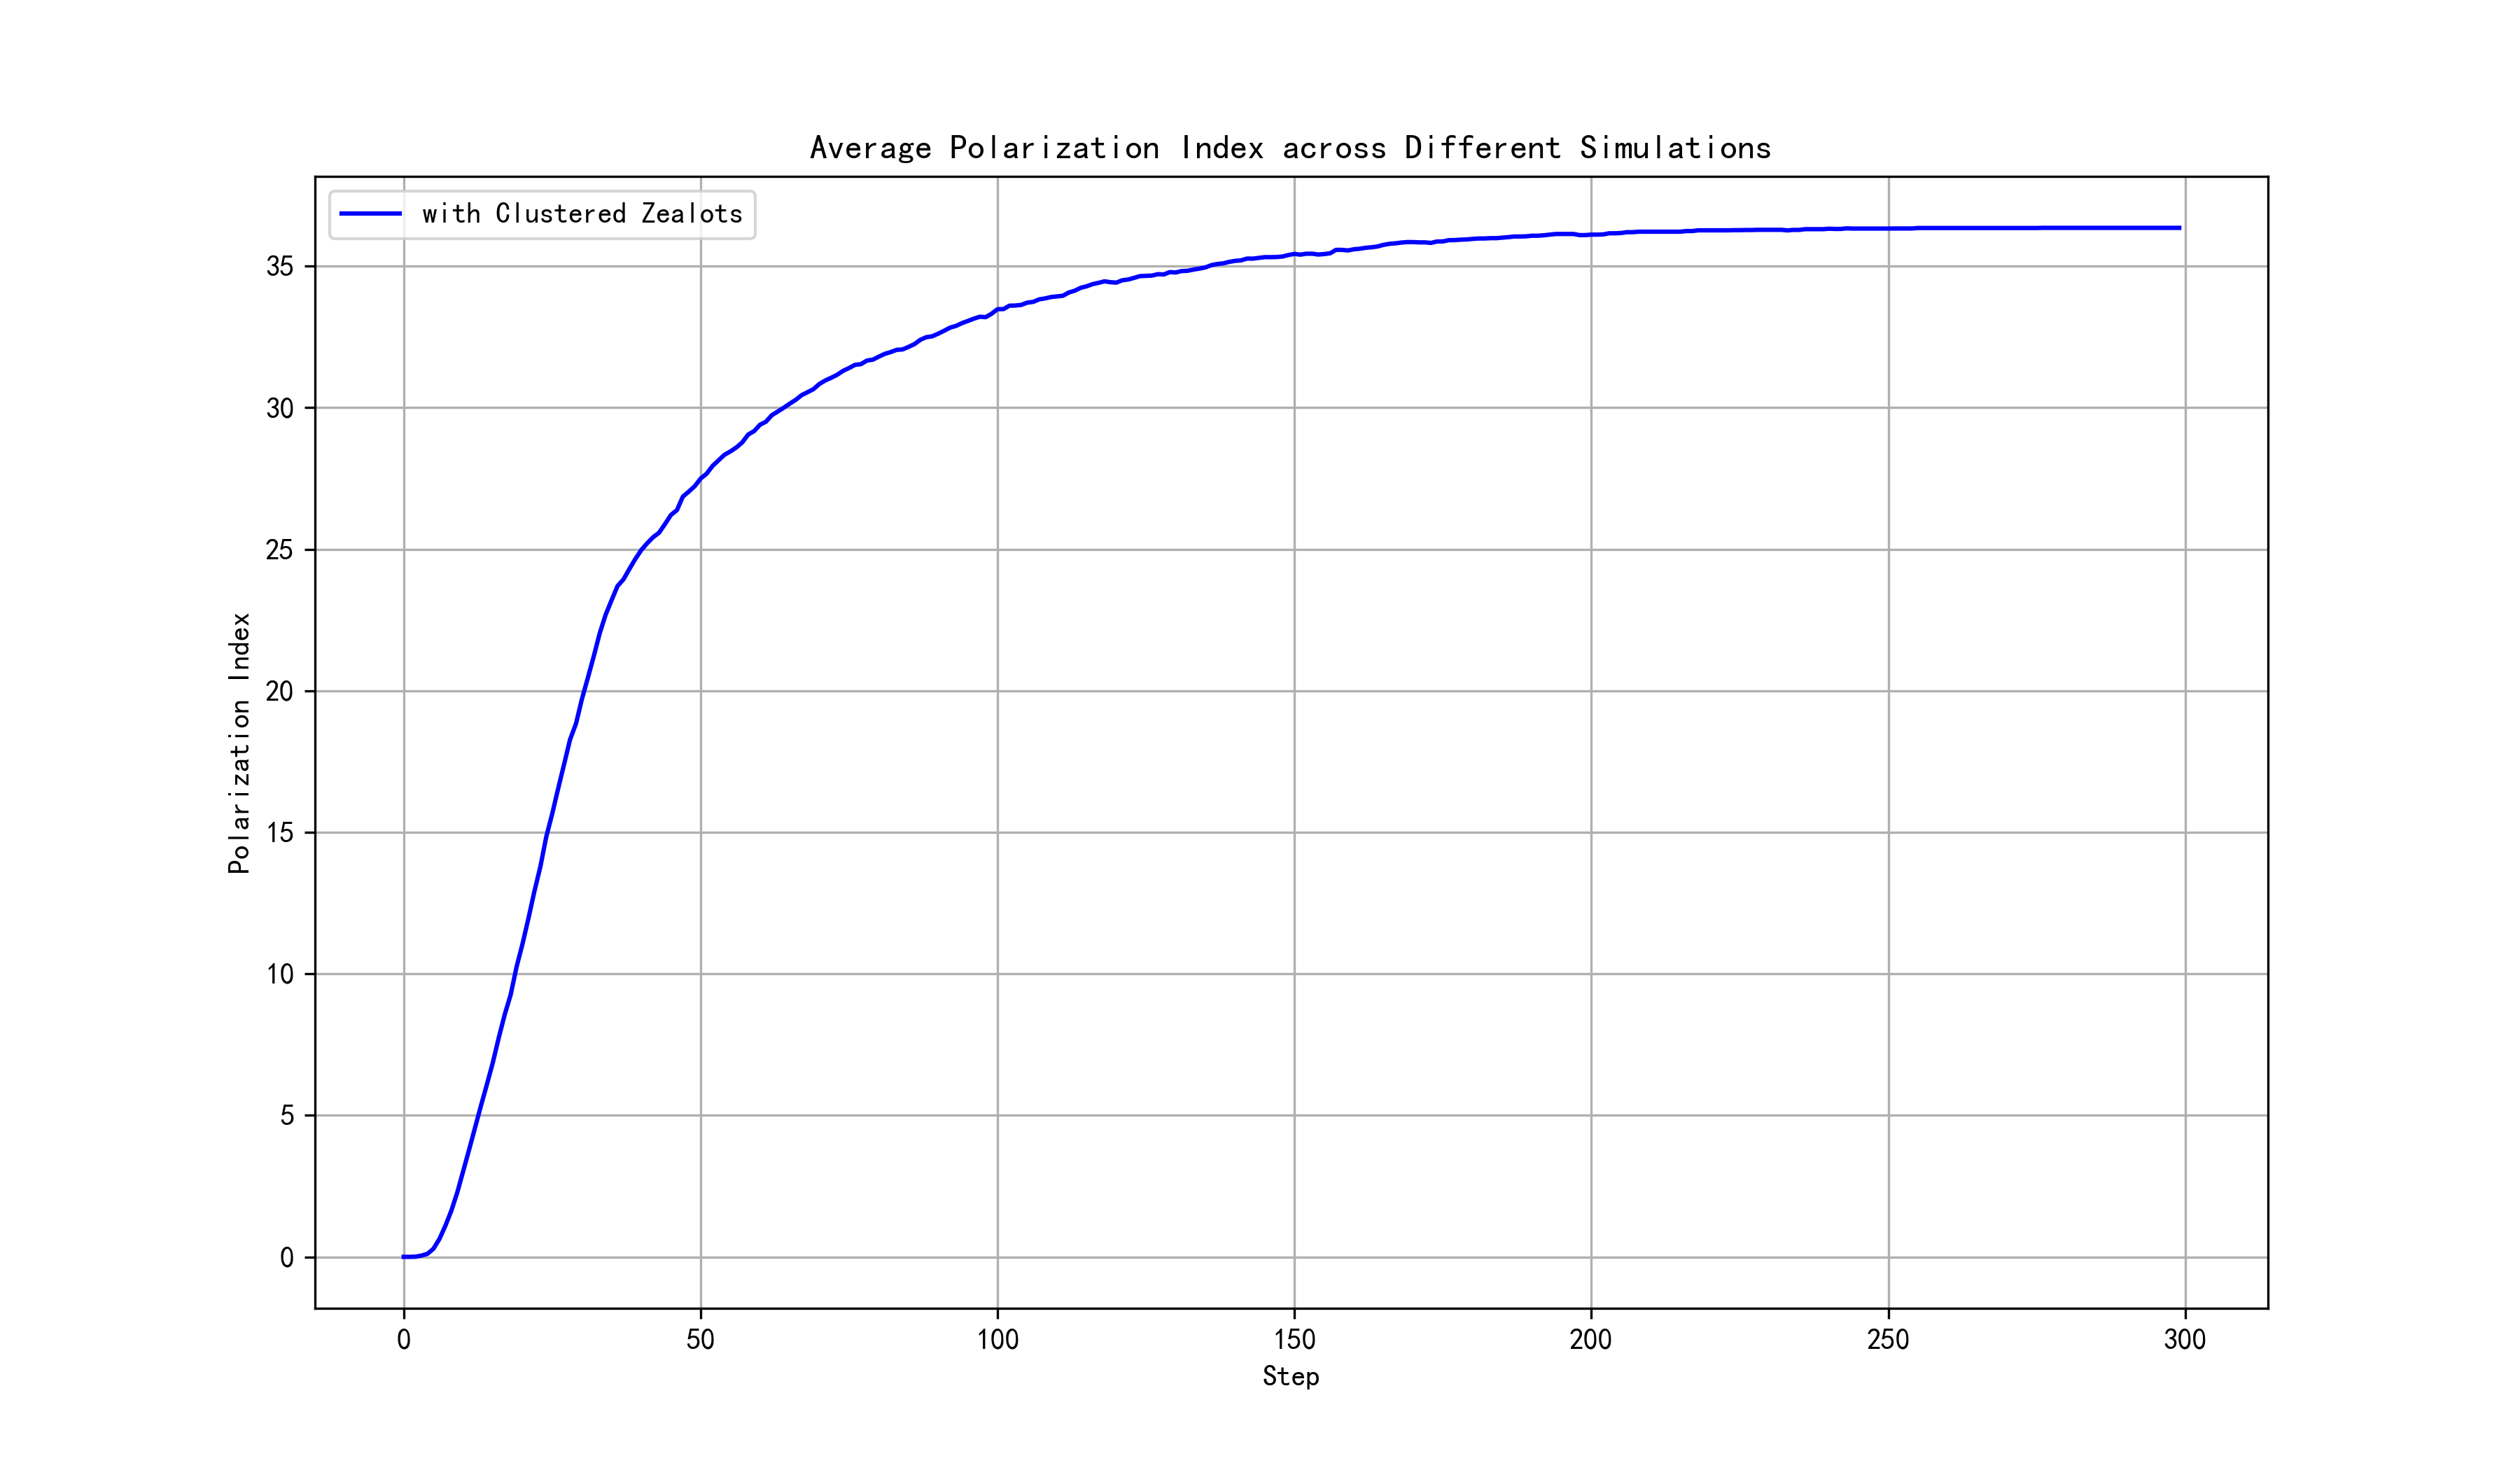 Average Polarization Index across Different Simulations
with Clustered Zealots
35
30
25
20
15
10
5
0
Polarization Index
0 50 100 150 200 250 300
Step